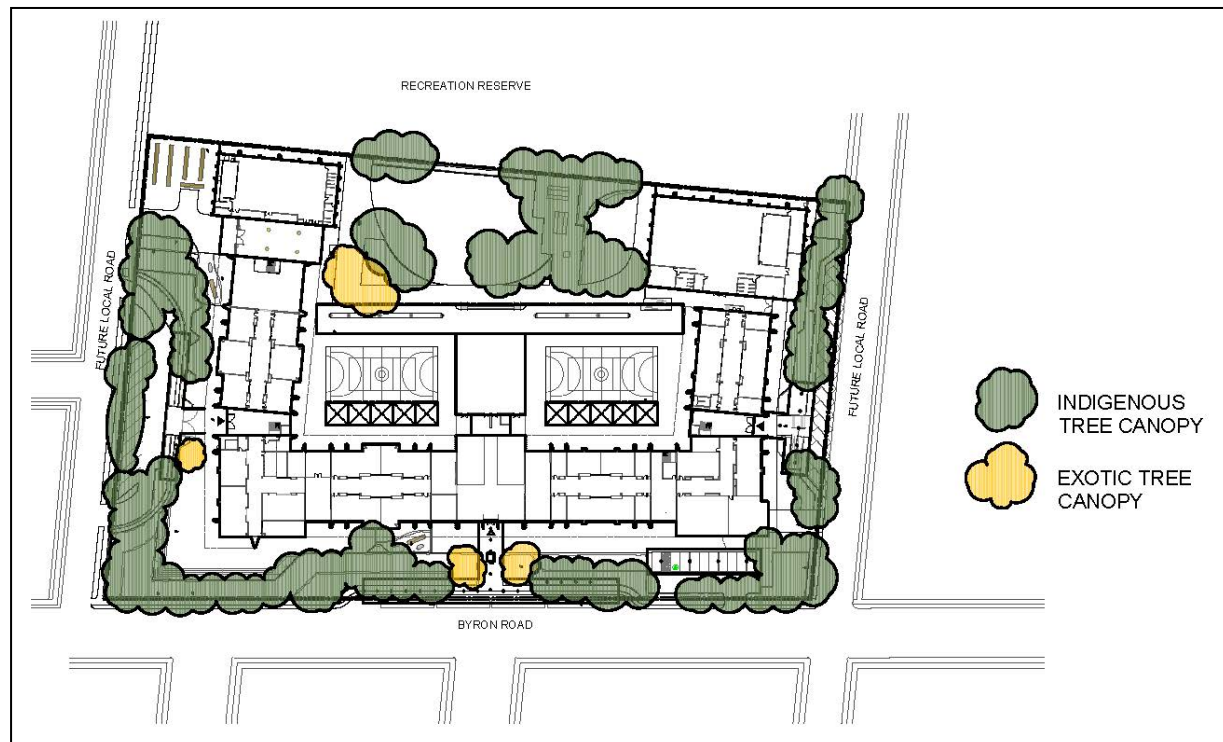 RECREATION RESERVE
FUTURE LOCAL ROAD
FUTURE LOCAL ROAD
INDIGENOUS
TREE CANOPY
EXOTIC TREE
CANOPY
BYRON ROAD